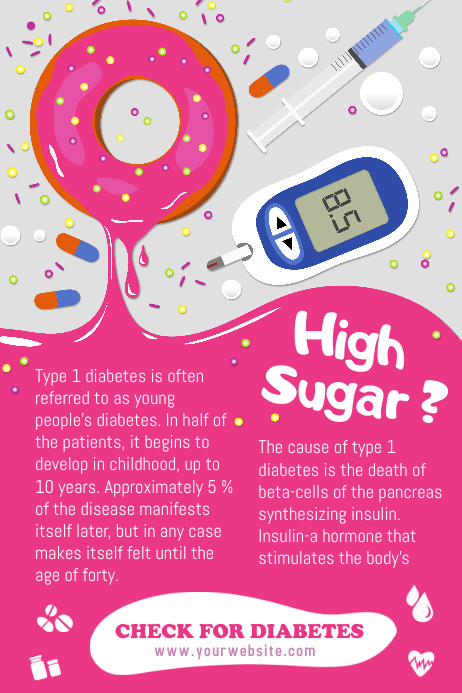 8.5
High
Sugar ?
Type 1 diabetes is often
referred to as young
people's diabetes. In half of
the patients, it begins to
develop in childhood, up to
10 years. Approximately 5 %
of the disease manifests
itself later, but in any case
makes itself felt until the
age of forty.
The cause of type 1
diabetes is the death of
beta-cells of the pancreas
synthesizing insulin.
Insulin-a hormone that
stimulates the body's
CHECK FOR DIABETES
www.yourwebsite.com